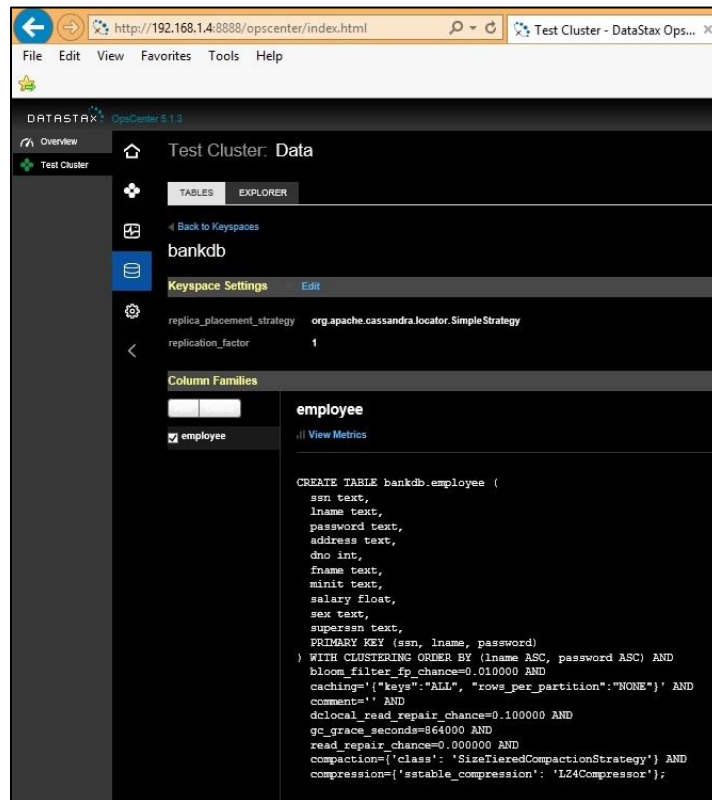 http://192.168.1.4:8888/opscenter/index.html
Test Cluster - DataStax Ops...
File Edit View Favorites Tools Help
DATASTAX OpsCenter 5.1.3
Overview
Test Cluster
Test Cluster: Data
TABLES EXPLORER
Back to Keyspaces
bankdb
Keyspace Settings Edit
replica_placement_strategy org.apache.cassandra.locator.SimpleStrategy
replication_factor 1
Column Families
employee
employee
View Metrics
CREATE TABLE bankdb.employee (
ssn text,
lname text,
password text,
address text,
dno int,
fname text,
minit text,
salary float,
sex text,
superssn text,
PRIMARY KEY (ssn, lname, password)
) WITH CLUSTERING ORDER BY (lname ASC, password ASC) AND
bloom_filter_fp_chance=0.010000 AND
caching='{"keys":"ALL", "rows_per_partition":"NONE"}' AND
comment='' AND
dclocal_read_repair_chance=0.100000 AND
gc_grace_seconds=864000 AND
read_repair_chance=0.000000 AND
compaction={'class': 'SizeTieredCompactionStrategy'} AND
compression={'sstable_compression': 'LZ4Compressor'};